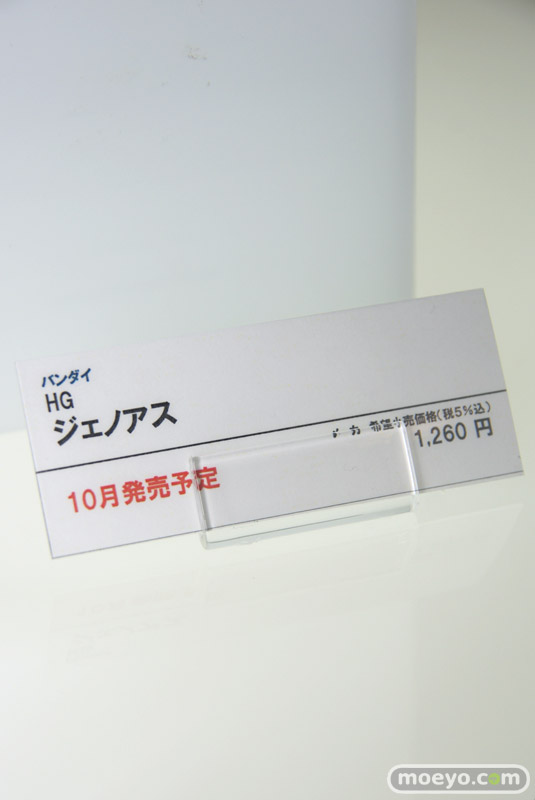 バンダイ
HG
ジェノアス
希望小売価格(税5%込)
1,260 円
10月発売予定
moeyo.com